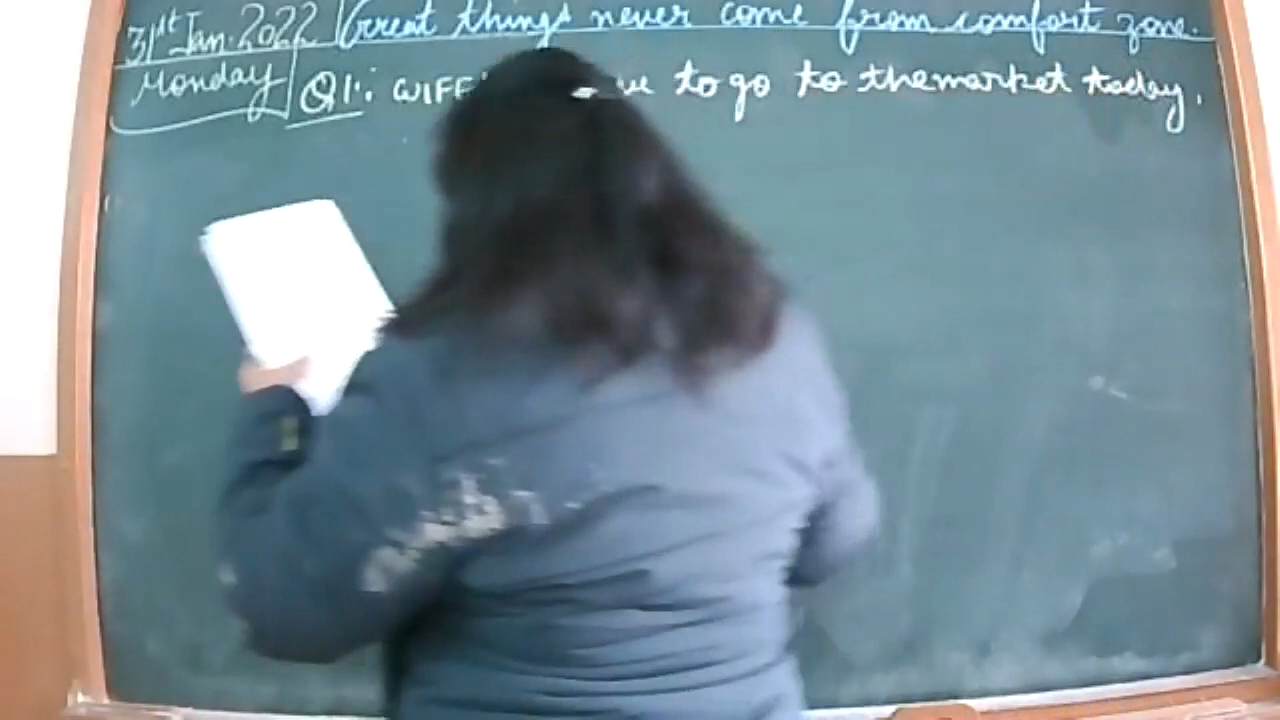 31st Jan. 2022 Great things never come from comfort zone.
Monday
Q1: WIFE to go to the market today.